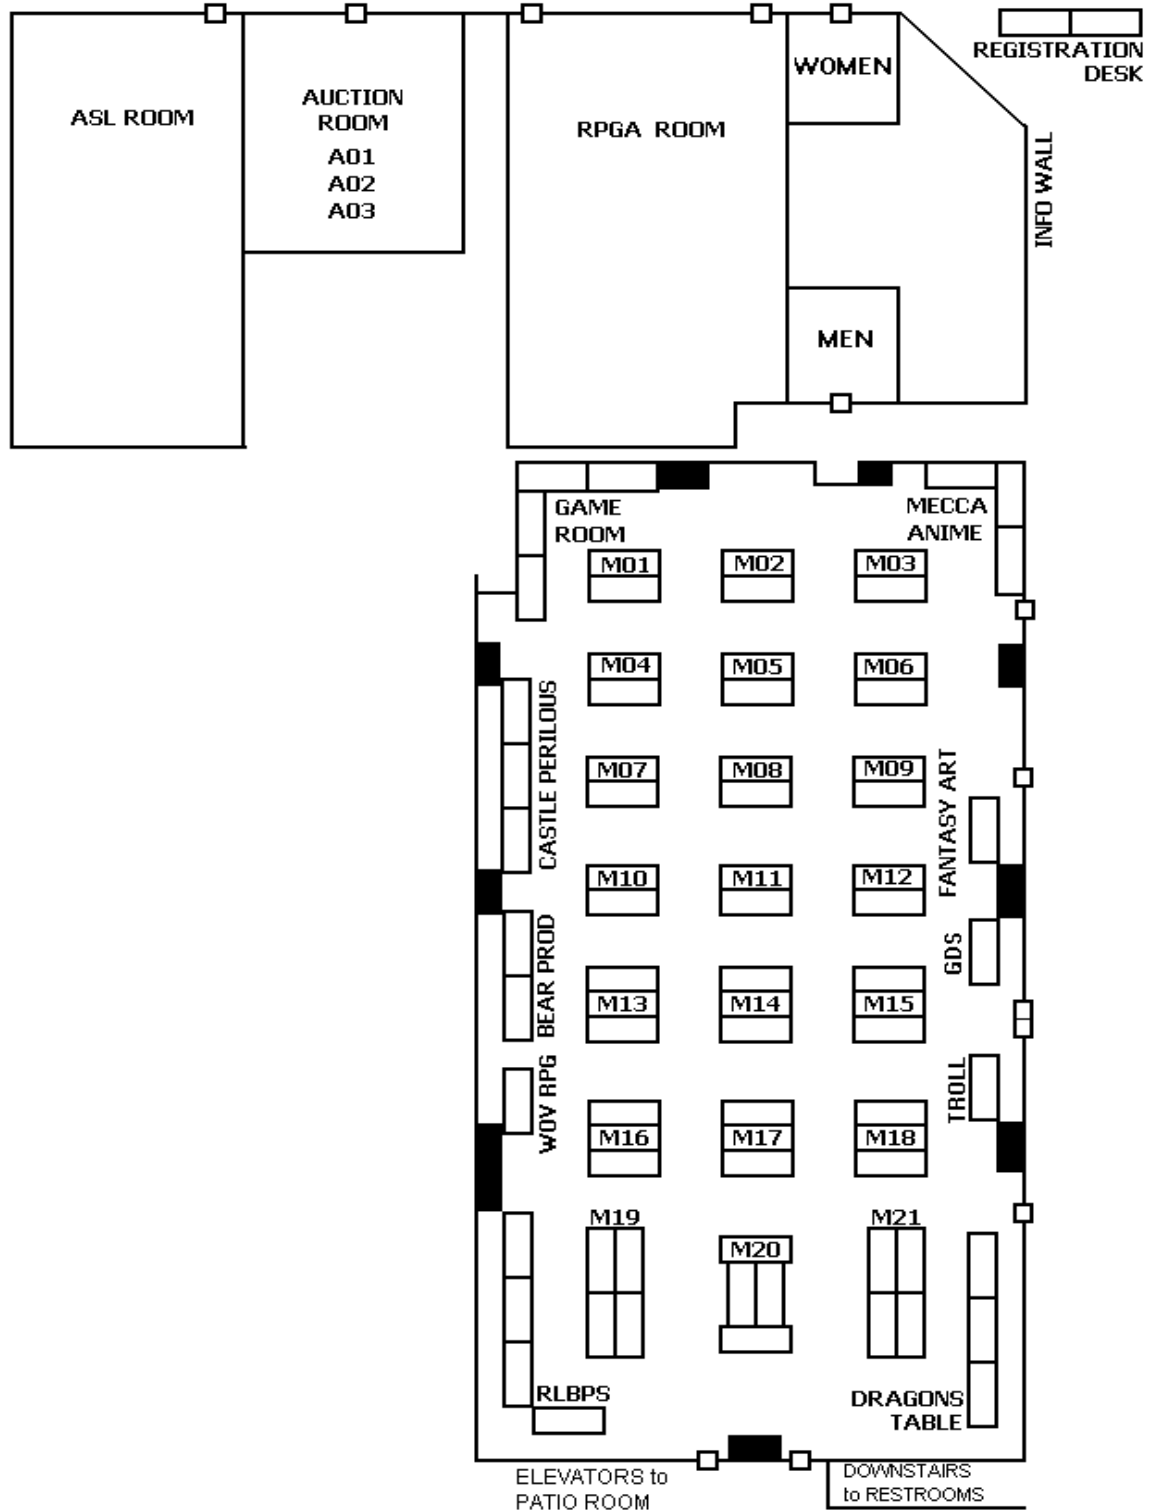 REGISTRATION
DESK
ASL ROOM
AUCTION
ROOM
A01
A02
A03
RPGA ROOM
WOMEN
INFO WALL
MEN
GAME
ROOM
MECCA
ANIME
M01
M02
M03
M04
M05
M06
CASTLE PERILOUS
M07
M08
M09
FANTASY ART
M10
M11
M12
BEAR PROD
GDS
M13
M14
M15
WOV RPG
TROLL
M16
M17
M18
M19
M20
M21
RLBPS
DRAGONS
TABLE
ELEVATORS to
PATIO ROOM
DOWNSTAIRS
to RESTROOMS